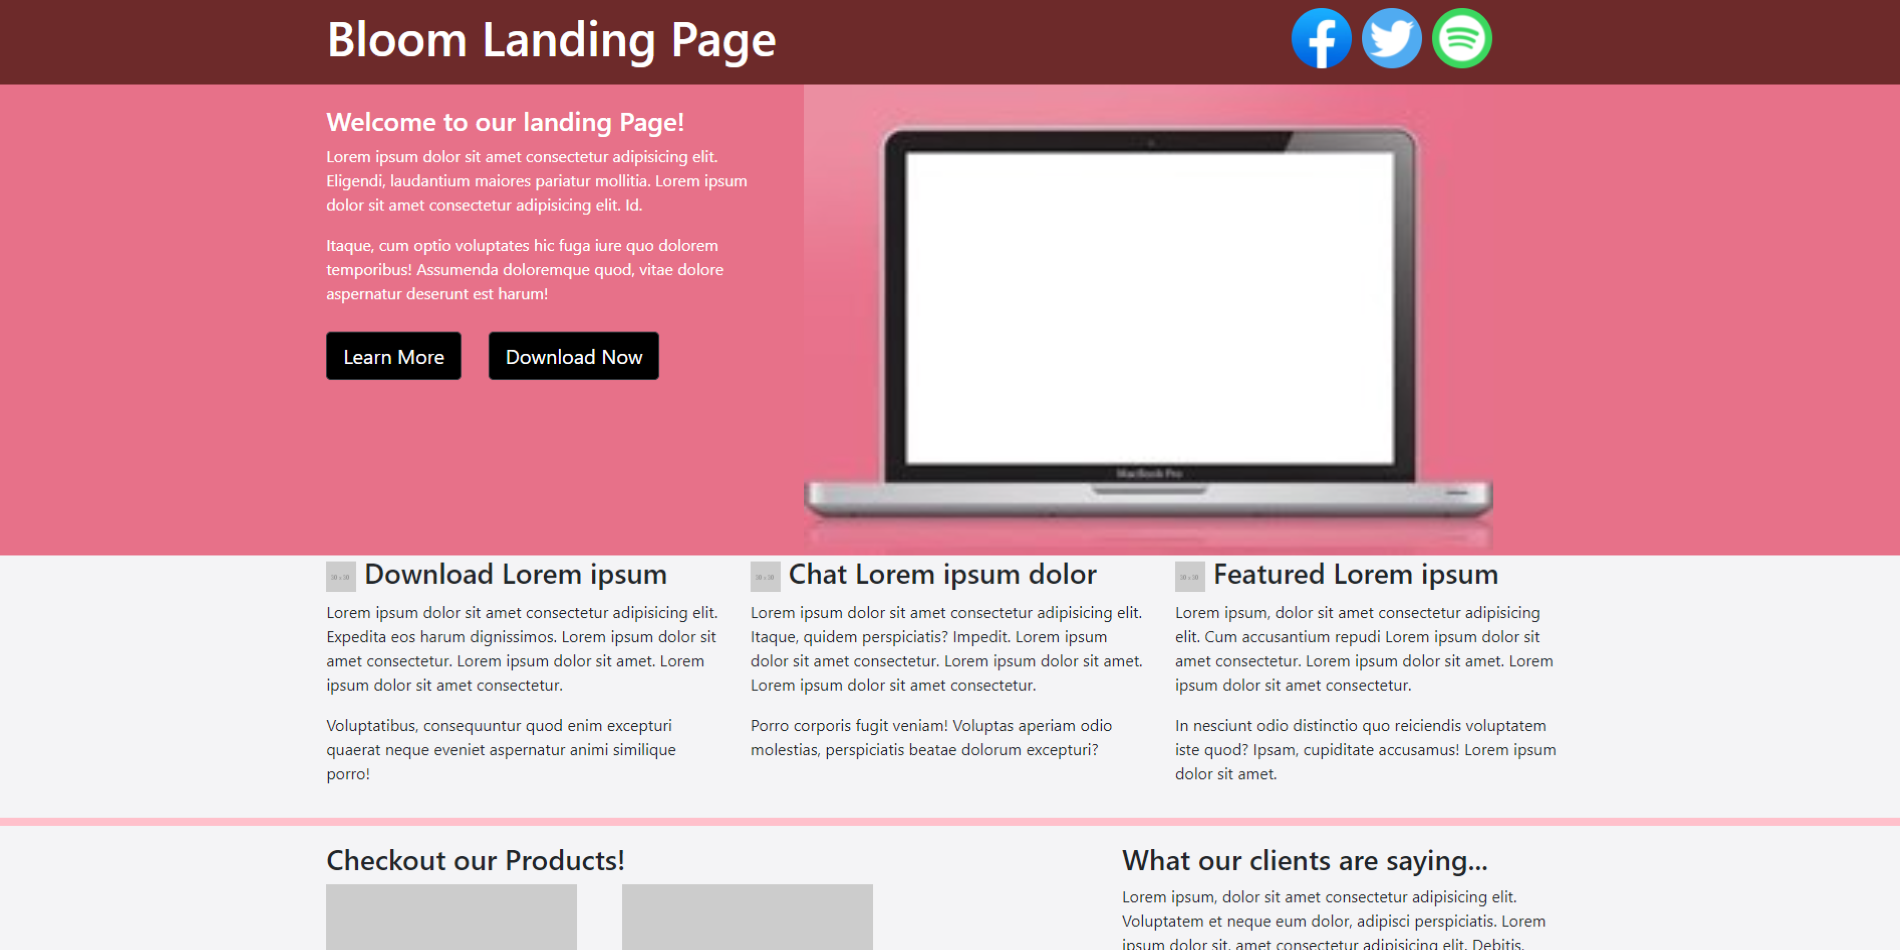 Bloom Landing Page
Welcome to our landing Page!
Lorem ipsum dolor sit amet consectetur adipisicing elit.
Eligendi, laudantium maiores pariatur mollitia. Lorem ipsum
dolor sit amet consectetur adipisicing elit. Id.
Itaque, cum optio voluptates hic fuga iure quo dolorem
temporibus! Assumenda doloremque quod, vitae dolore
aspernatur deserunt est harum!
Learn More
Download Now
MacBook Pro
Download Lorem ipsum
Lorem ipsum dolor sit amet consectetur adipisicing elit.
Expedita eos harum dignissimos. Lorem ipsum dolor sit
amet consectetur. Lorem ipsum dolor sit amet. Lorem
ipsum dolor sit amet consectetur.
Voluptatibus, consequuntur quod enim excepturi
quaerat neque eveniet aspernatur animi similique
porro!
Chat Lorem ipsum dolor
Lorem ipsum dolor sit amet consectetur adipisicing elit.
Itaque, quidem perspiciatis? Impedit. Lorem ipsum
dolor sit amet consectetur. Lorem ipsum dolor sit amet.
Lorem ipsum dolor sit amet consectetur.
Porro corporis fugit veniam! Voluptas aperiam odio
molestias, perspiciatis beatae dolorum excepturi?
Featured Lorem ipsum
Lorem ipsum, dolor sit amet consectetur adipisicing
elit. Cum accusantium repudi Lorem ipsum dolor sit
amet consectetur. Lorem ipsum dolor sit amet. Lorem
ipsum dolor sit amet consectetur.
In nesciunt odio distinctio quo reiciendis voluptatem
iste quod? Ipsam, cupiditate accusamus! Lorem ipsum
dolor sit amet.
Checkout our Products!
What our clients are saying...
Lorem ipsum, dolor sit amet consectetur adipisicing elit.
Voluptatem et neque eum dolor, adipisci perspiciatis. Lorem
ipsum dolor sit, amet consectetur adipisicing elit. Debitis,